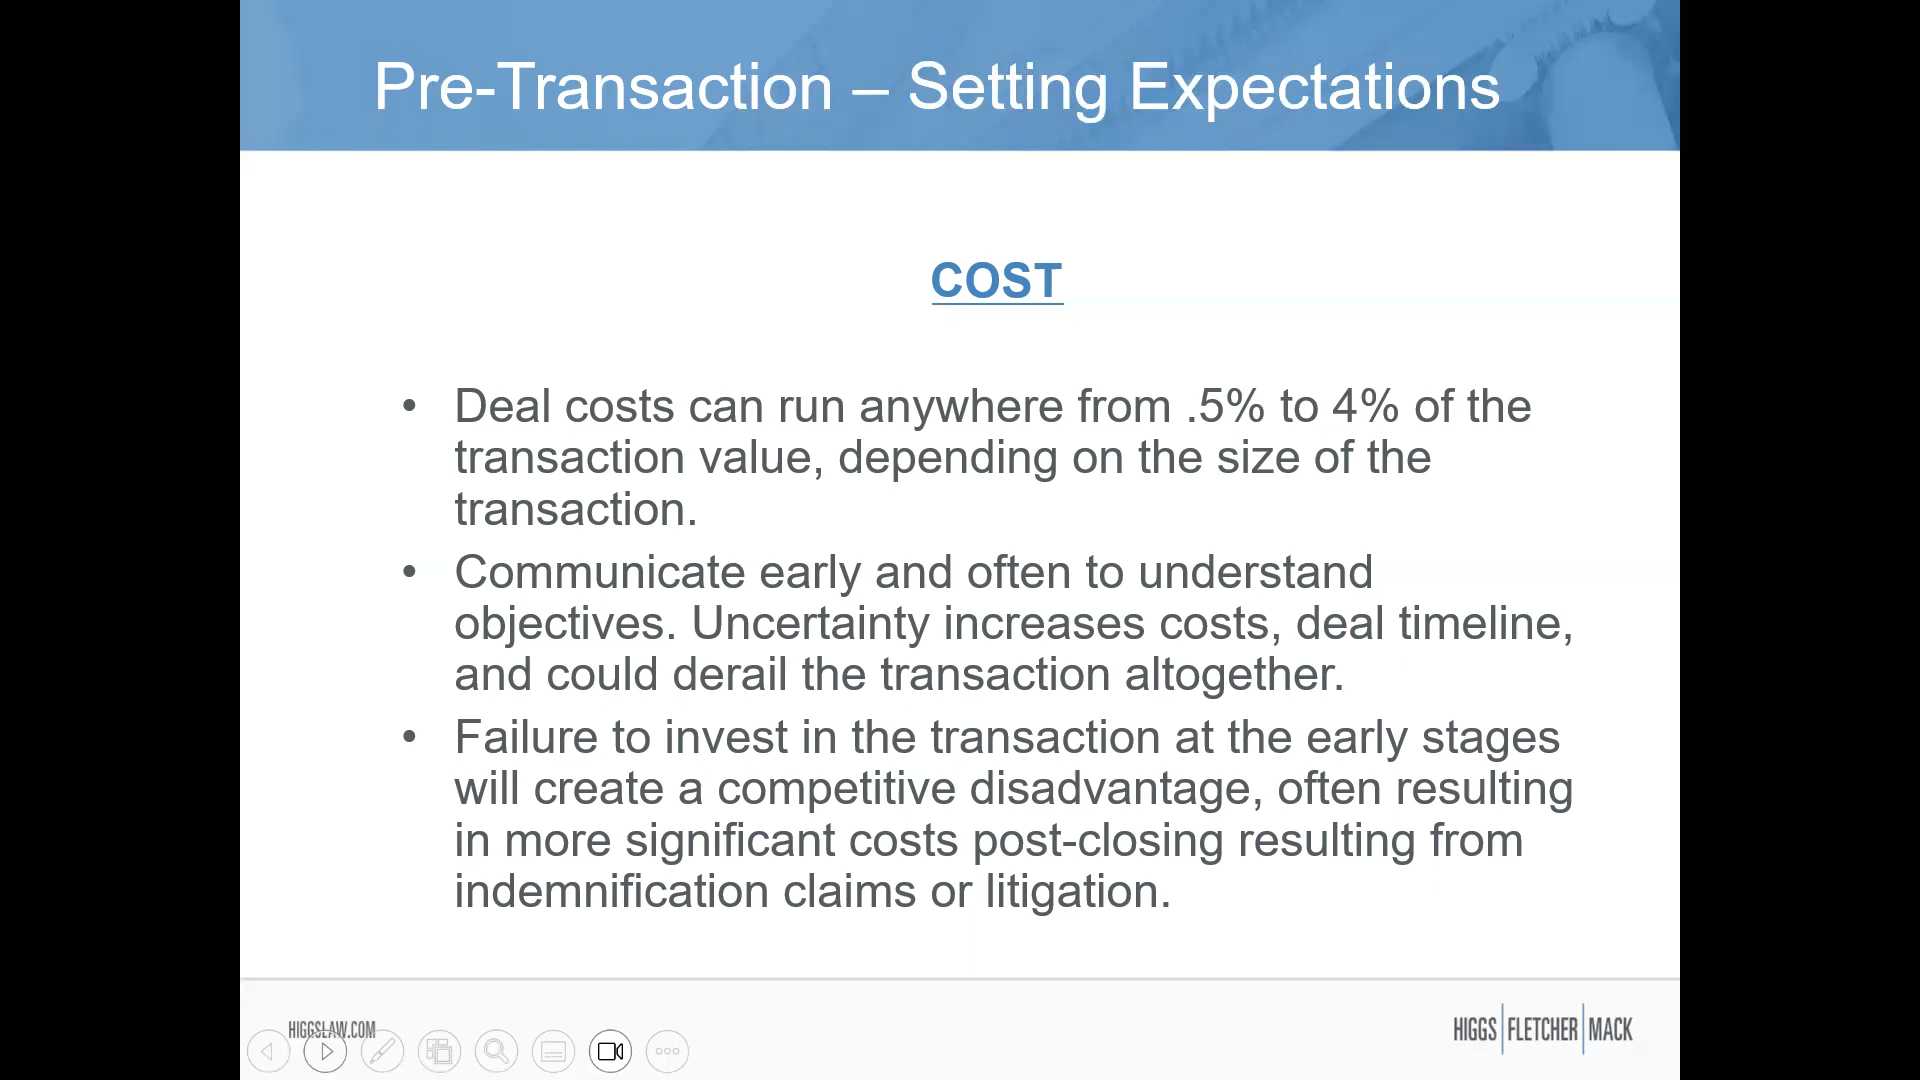 Pre-Transaction – Setting Expectations
COST
• Deal costs can run anywhere from .5% to 4% of the
transaction value, depending on the size of the
transaction.
• Communicate early and often to understand
objectives. Uncertainty increases costs, deal timeline,
and could derail the transaction altogether.
• Failure to invest in the transaction at the early stages
will create a competitive disadvantage, often resulting
in more significant costs post-closing resulting from
indemnification claims or litigation.
HIGGSLAW.COM
HIGGS FLETCHER MACK